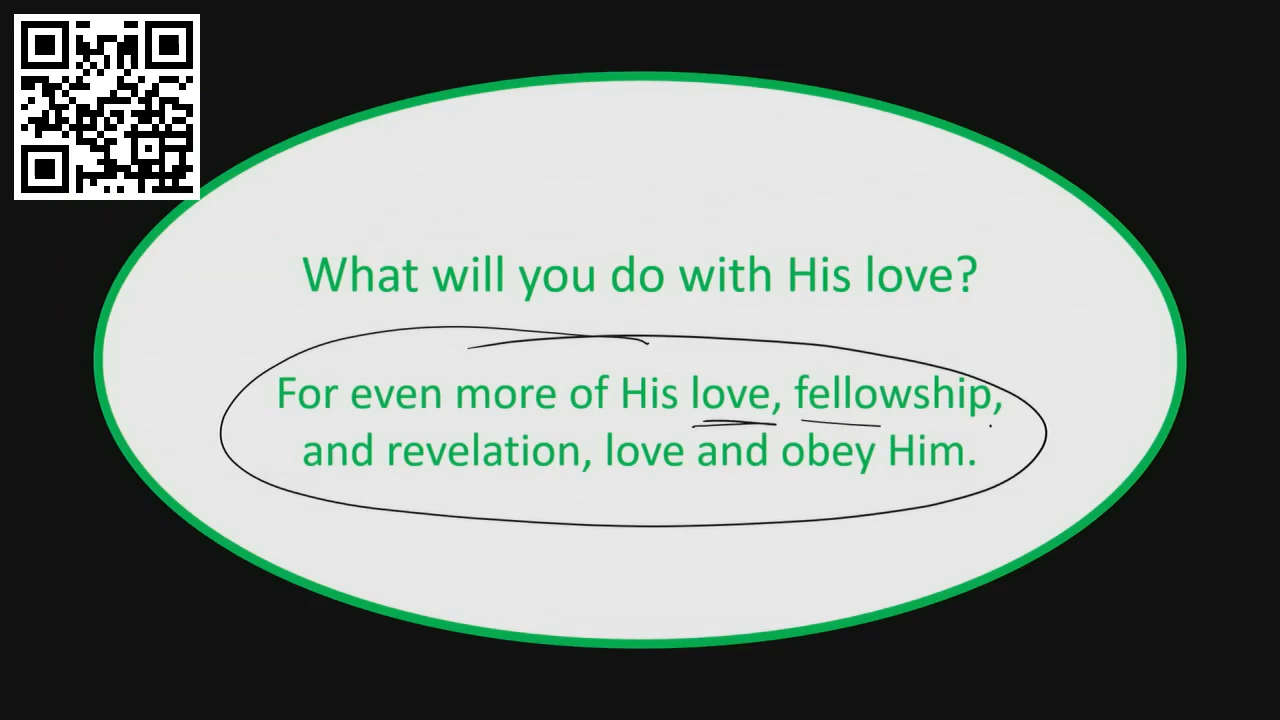 What will you do with His love?
For even more of His love, fellowship,
and revelation, love and obey Him.